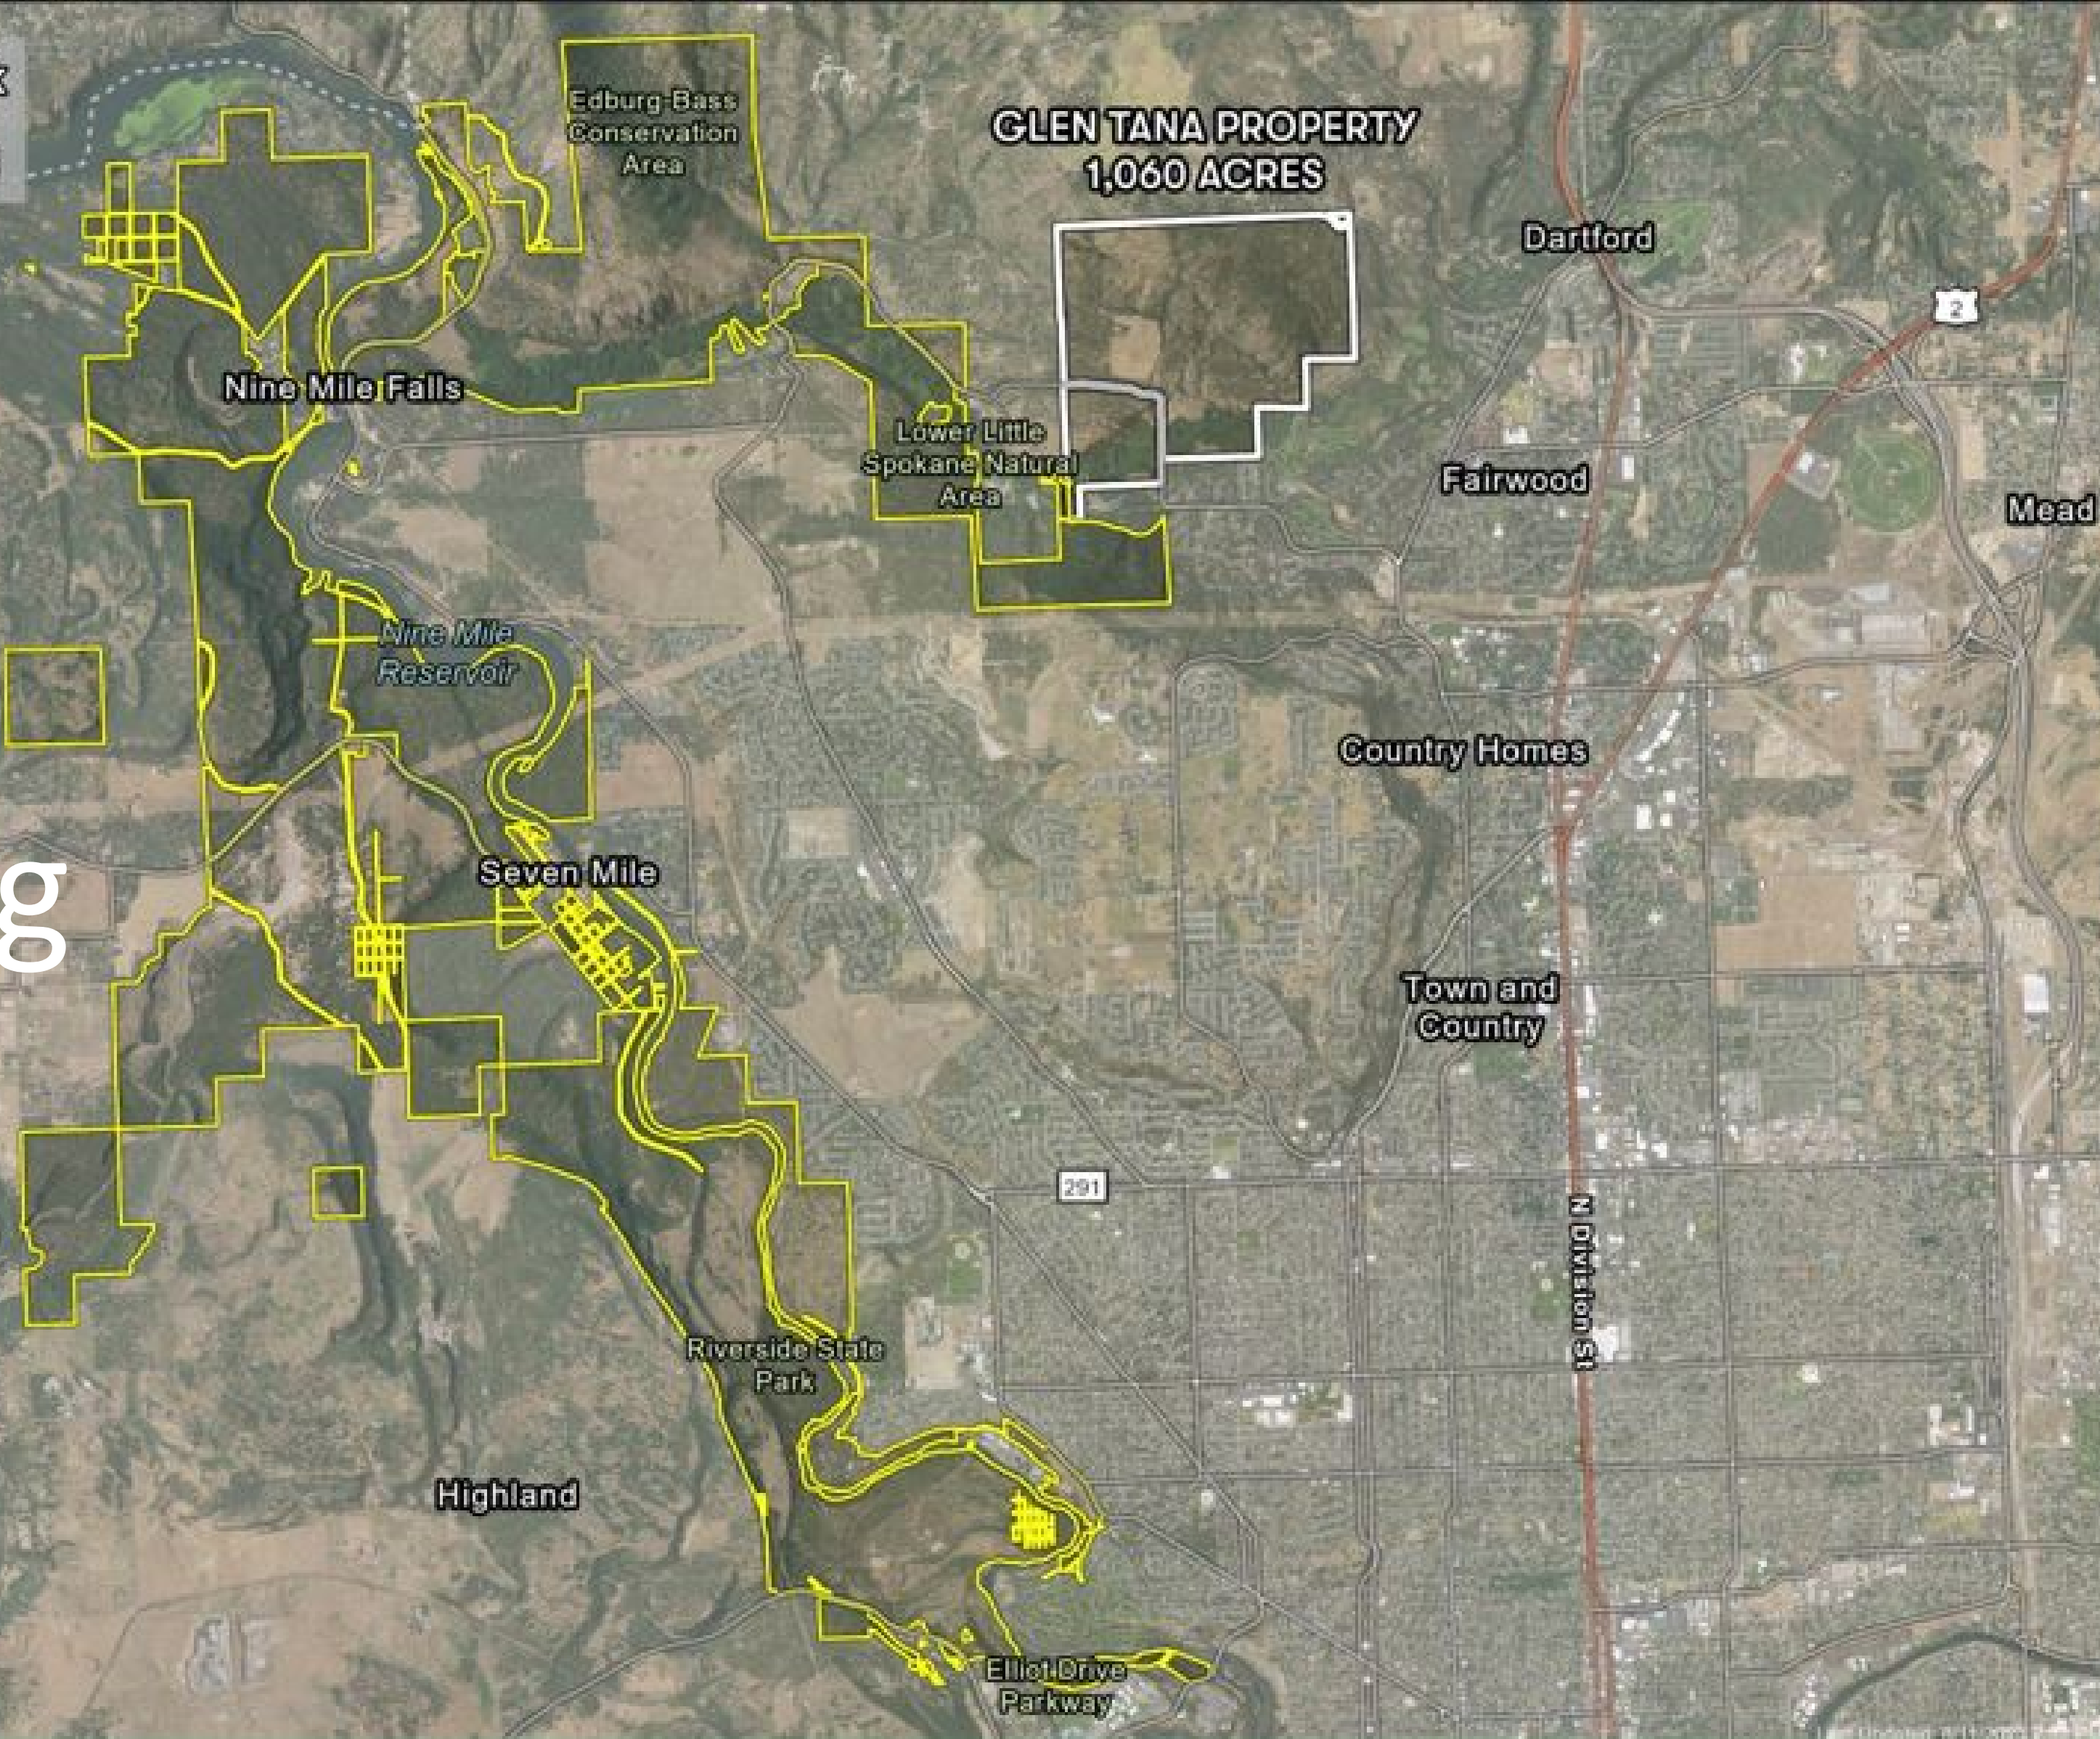 Edburg-Bass
Conservation
Area
GLEN TANA PROPERTY
1,060 ACRES
Dartford
2
Nine Mile Falls
Lower Little
Spokane Natural
Area
Fairwood
Mead
Nine Mile
Reservoir
Country Homes
g
Seven Mile
Town and
Country
291
N Division St
Riverside State
Park
Highland
Elliot Drive
Parkway